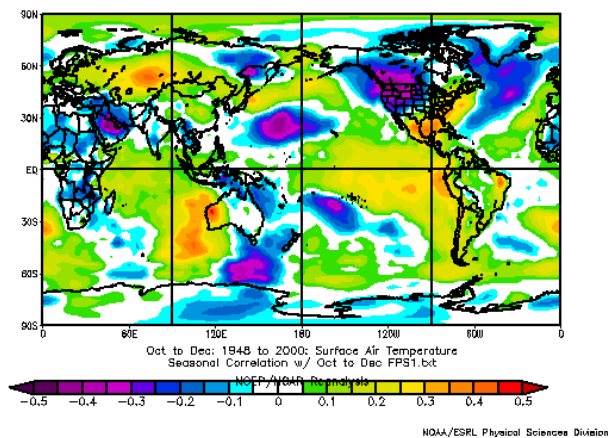 90N
60N
30N
EQ
30S
60S
90S
0 60E 120E 180 120W 60W 0
Oct to Dec: 1948 to 2000: Surface Air Temperature
Seasonal Correlation w/ Oct to Dec FPS1.txt
NCEP/NCAR Reanalysis
-0.5 -0.4 -0.3 -0.2 -0.1 0 0.1 0.2 0.3 0.4 0.5
NOAA/ESRL Physical Sciences Division